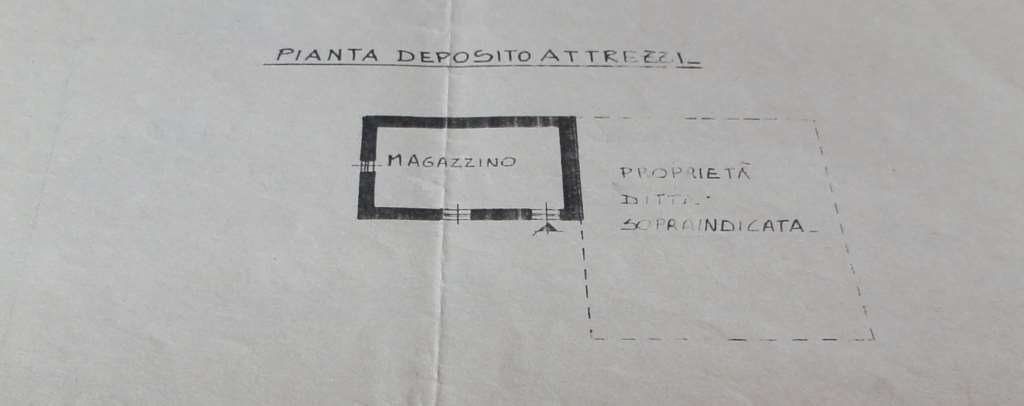 PIANTA DEPOSITO ATTREZZI
MAGAZZINO
PROPRIETÀ
DITTA
SOPRAINDICATA